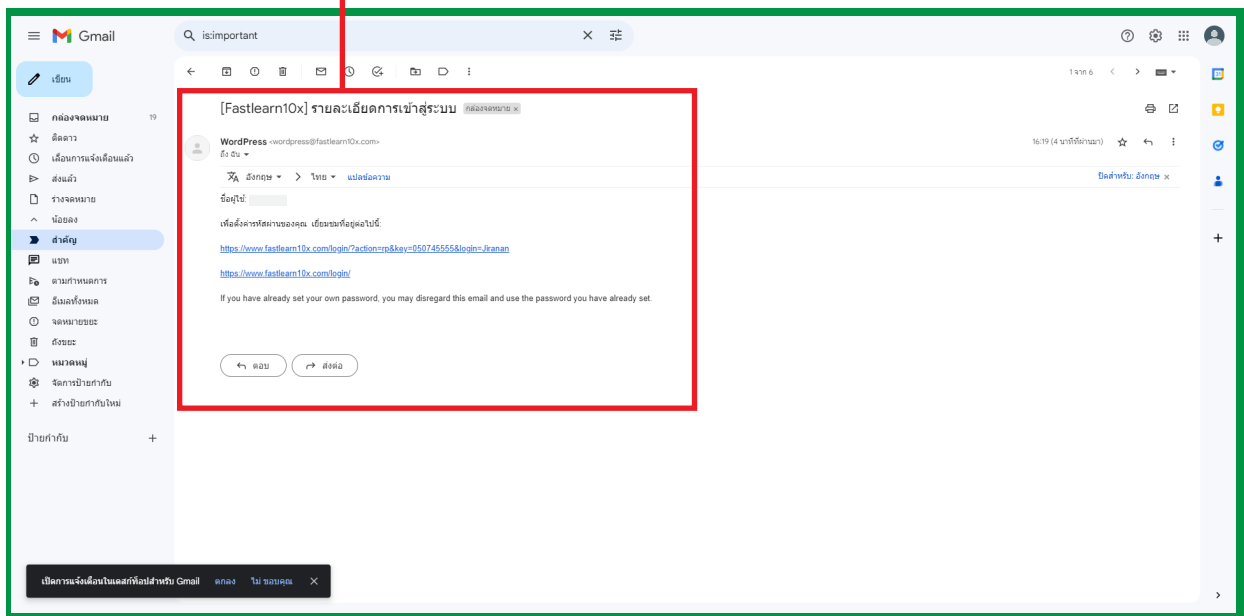 Gmail
is:important
เขียน
1 จาก 6
กล่องจดหมาย 19
ติดดาว
เลื่อนการแจ้งเตือนแล้ว
ส่งแล้ว
ร่างจดหมาย
น้อยลง
สำคัญ
แชท
ตามกำหนดการ
อีเมลทั้งหมด
จดหมายขยะ
ถังขยะ
หมวดหมู่
จัดการป้ายกำกับ
สร้างป้ายกำกับใหม่
ป้ายกำกับ
[Fastlearn10x] รายละเอียดการเข้าสู่ระบบ กล่องจดหมาย ×
WordPress <wordpress@fastlearn10x.com> 16:19 (4 นาทีที่ผ่านมา)
ถึง ฉัน
อังกฤษ > ไทย แปลข้อความ ปิดสำหรับ: อังกฤษ ×
ชื่อผู้ใช้:
เพื่อตั้งค่ารหัสผ่านของคุณ เยี่ยมชมที่อยู่ต่อไปนี้:
https://www.fastlearn10x.com/login/?action=rp&key=050745555&login=Jiranan
https://www.fastlearn10x.com/login/
If you have already set your own password, you may disregard this email and use the password you have already set.
ตอบ ส่งต่อ
เปิดการแจ้งเตือนในเดสก์ท็อปสำหรับ Gmail ตกลง ไม่ ขอบคุณ